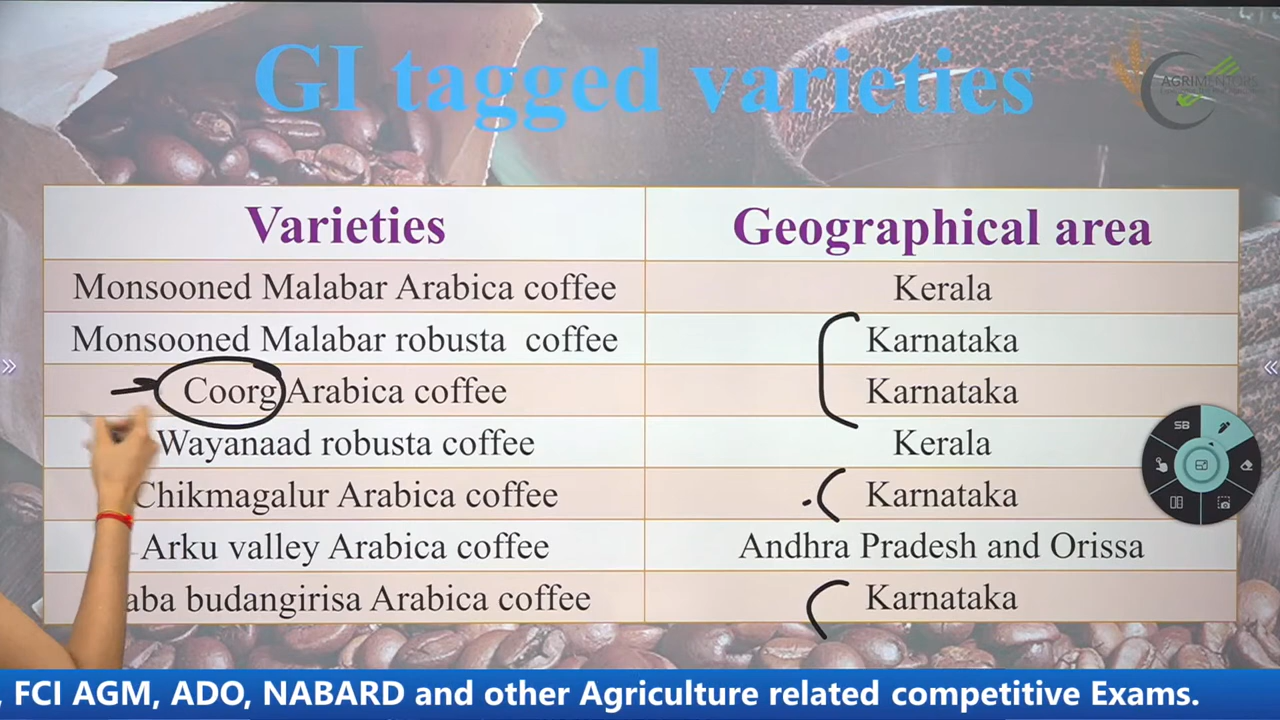 GI tagged varieties
AGRIMENTORS
Varieties Geographical area
Monsooned Malabar Arabica coffee Kerala
Monsooned Malabar robusta coffee Karnataka
Coorg Arabica coffee Karnataka
Wayanaad robusta coffee Kerala
SB
Chikmagalur Arabica coffee Karnataka
Arku valley Arabica coffee Andhra Pradesh and Orissa
aba budangirisa Arabica coffee Karnataka
, FCI AGM, ADO, NABARD and other Agriculture related competitive Exams.